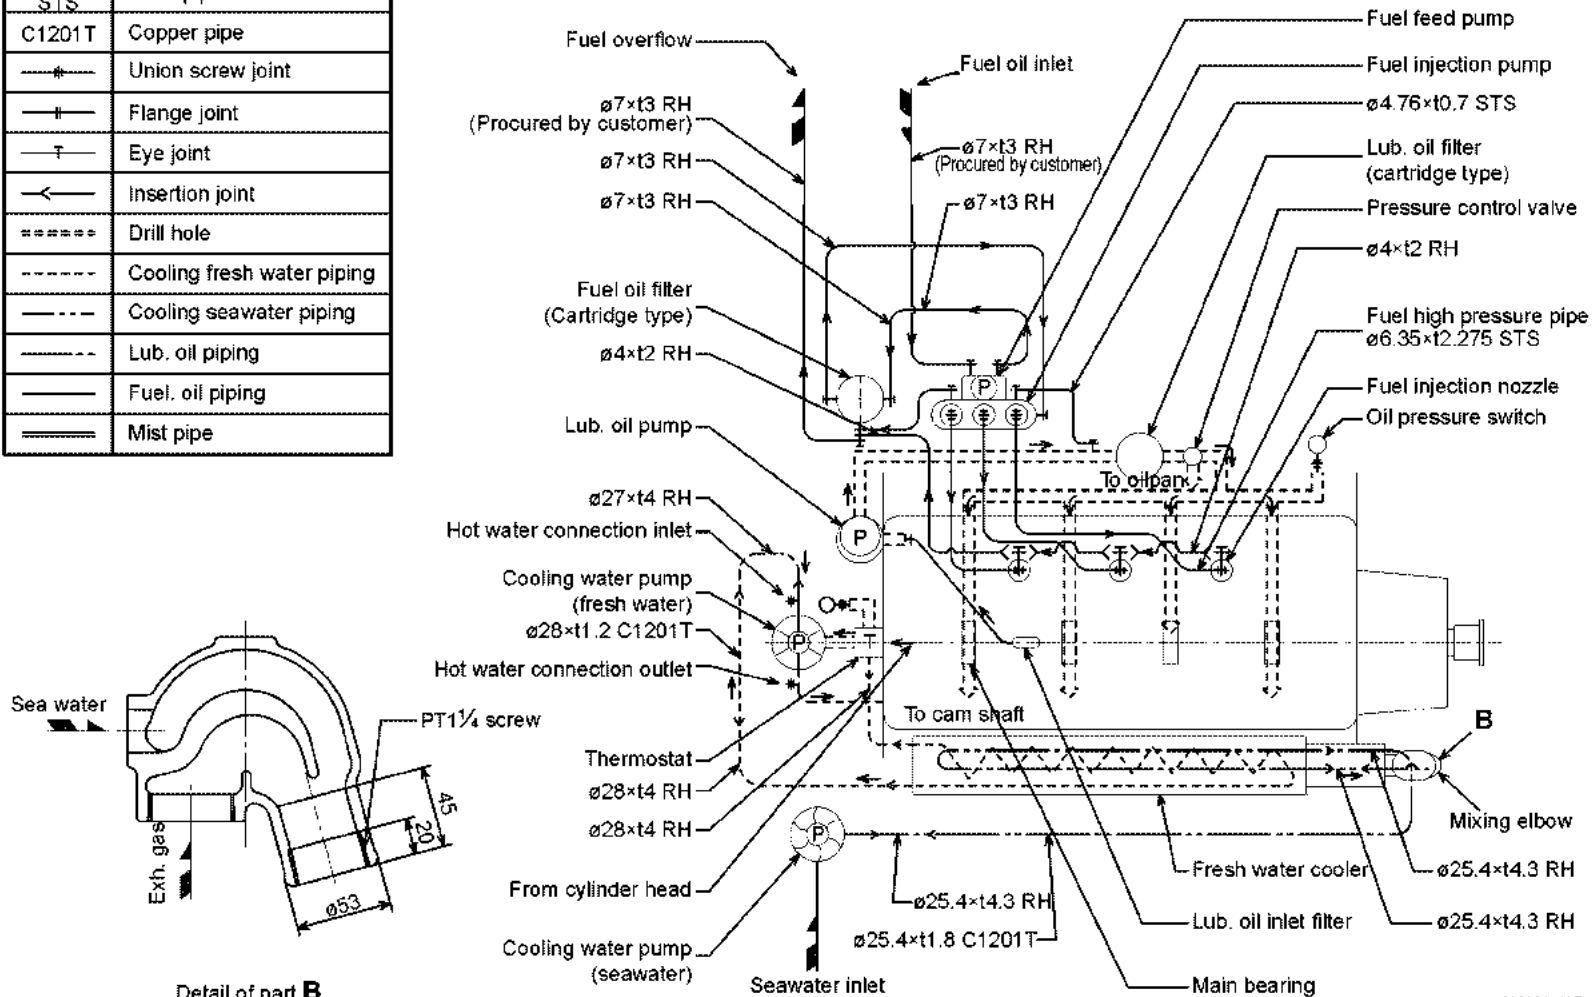 STS
C1201T Copper pipe
Union screw joint
Flange joint
Eye joint
Insertion joint
Drill hole
Cooling fresh water piping
Cooling seawater piping
Lub. oil piping
Fuel. oil piping
Mist pipe
Fuel overflow
Fuel oil inlet
ø7×t3 RH
(Procured by customer)
ø7×t3 RH
ø7×t3 RH
ø7×t3 RH
(Procured by customer)
ø7×t3 RH
Fuel oil filter
(Cartridge type)
ø4×t2 RH
Lub. oil pump
ø27×t4 RH
Hot water connection inlet
Cooling water pump
(fresh water)
ø28×t1.2 C1201T
Hot water connection outlet
Thermostat
ø28×t4 RH
ø28×t4 RH
From cylinder head
Cooling water pump
(seawater)
Seawater inlet
Fuel feed pump
Fuel injection pump
ø4.76×t0.7 STS
Lub. oil filter
(cartridge type)
Pressure control valve
ø4×t2 RH
Fuel high pressure pipe
ø6.35×t2.275 STS
Fuel injection nozzle
Oil pressure switch
P
To oilpan
P
P
To cam shaft
B
Mixing elbow
P
Fresh water cooler
ø25.4×t4.3 RH
ø25.4×t4.3 RH
Lub. oil inlet filter
ø25.4×t4.3 RH
ø25.4×t1.8 C1201T
Main bearing
Sea water
PT1¼ screw
Exh. gas
45
20
ø53
Detail of part B